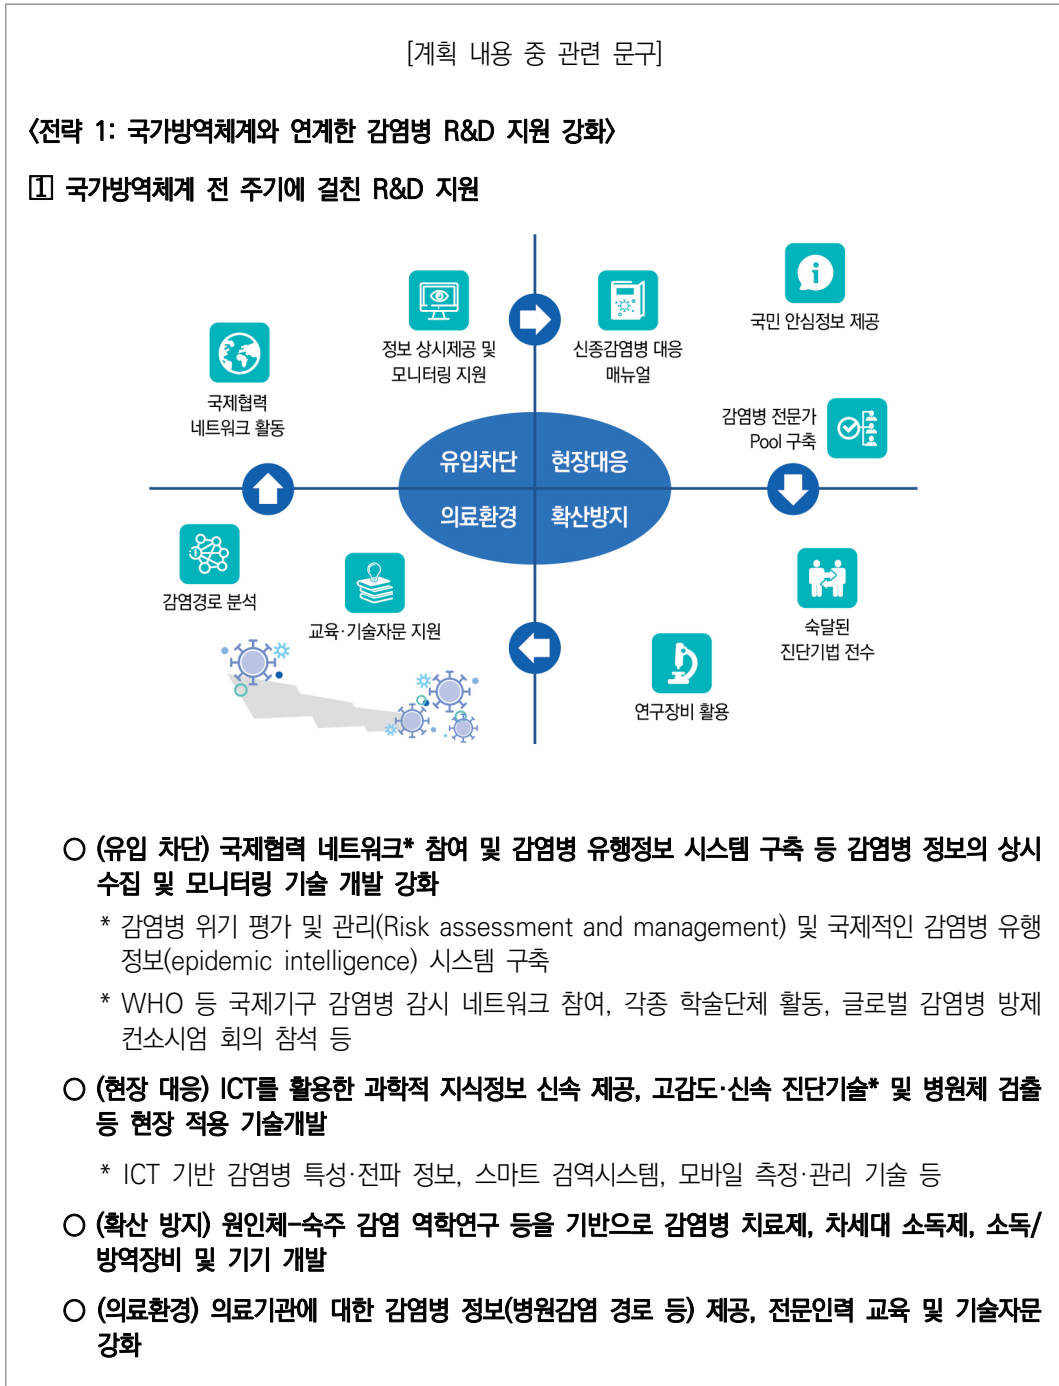 [계획 내용 중 관련 문구]
<전략 1: 국가방역체계와 연계한 감염병 R&D 지원 강화>
1 국가방역체계 전 주기에 걸친 R&D 지원
국제협력
네트워크 활동
정보 상시제공 및
모니터링 지원
신종감염병 대응
매뉴얼
국민 안심정보 제공
감염병 전문가
Pool 구축
유입차단
현장대응
의료환경
확산방지
감염경로 분석
교육·기술자문 지원
연구장비 활용
숙달된
진단기법 전수
○ (유입 차단) 국제협력 네트워크* 참여 및 감염병 유행정보 시스템 구축 등 감염병 정보의 상시
수집 및 모니터링 기술 개발 강화
* 감염병 위기 평가 및 관리(Risk assessment and management) 및 국제적인 감염병 유행
정보(epidemic intelligence) 시스템 구축
* WHO 등 국제기구 감염병 감시 네트워크 참여, 각종 학술단체 활동, 글로벌 감염병 방제
컨소시엄 회의 참석 등
○ (현장 대응) ICT를 활용한 과학적 지식정보 신속 제공, 고감도·신속 진단기술* 및 병원체 검출
등 현장 적용 기술개발
* ICT 기반 감염병 특성·전파 정보, 스마트 검역시스템, 모바일 측정·관리 기술 등
○ (확산 방지) 원인체-숙주 감염 역학연구 등을 기반으로 감염병 치료제, 차세대 소독제, 소독/
방역장비 및 기기 개발
○ (의료환경) 의료기관에 대한 감염병 정보(병원감염 경로 등) 제공, 전문인력 교육 및 기술자문
강화